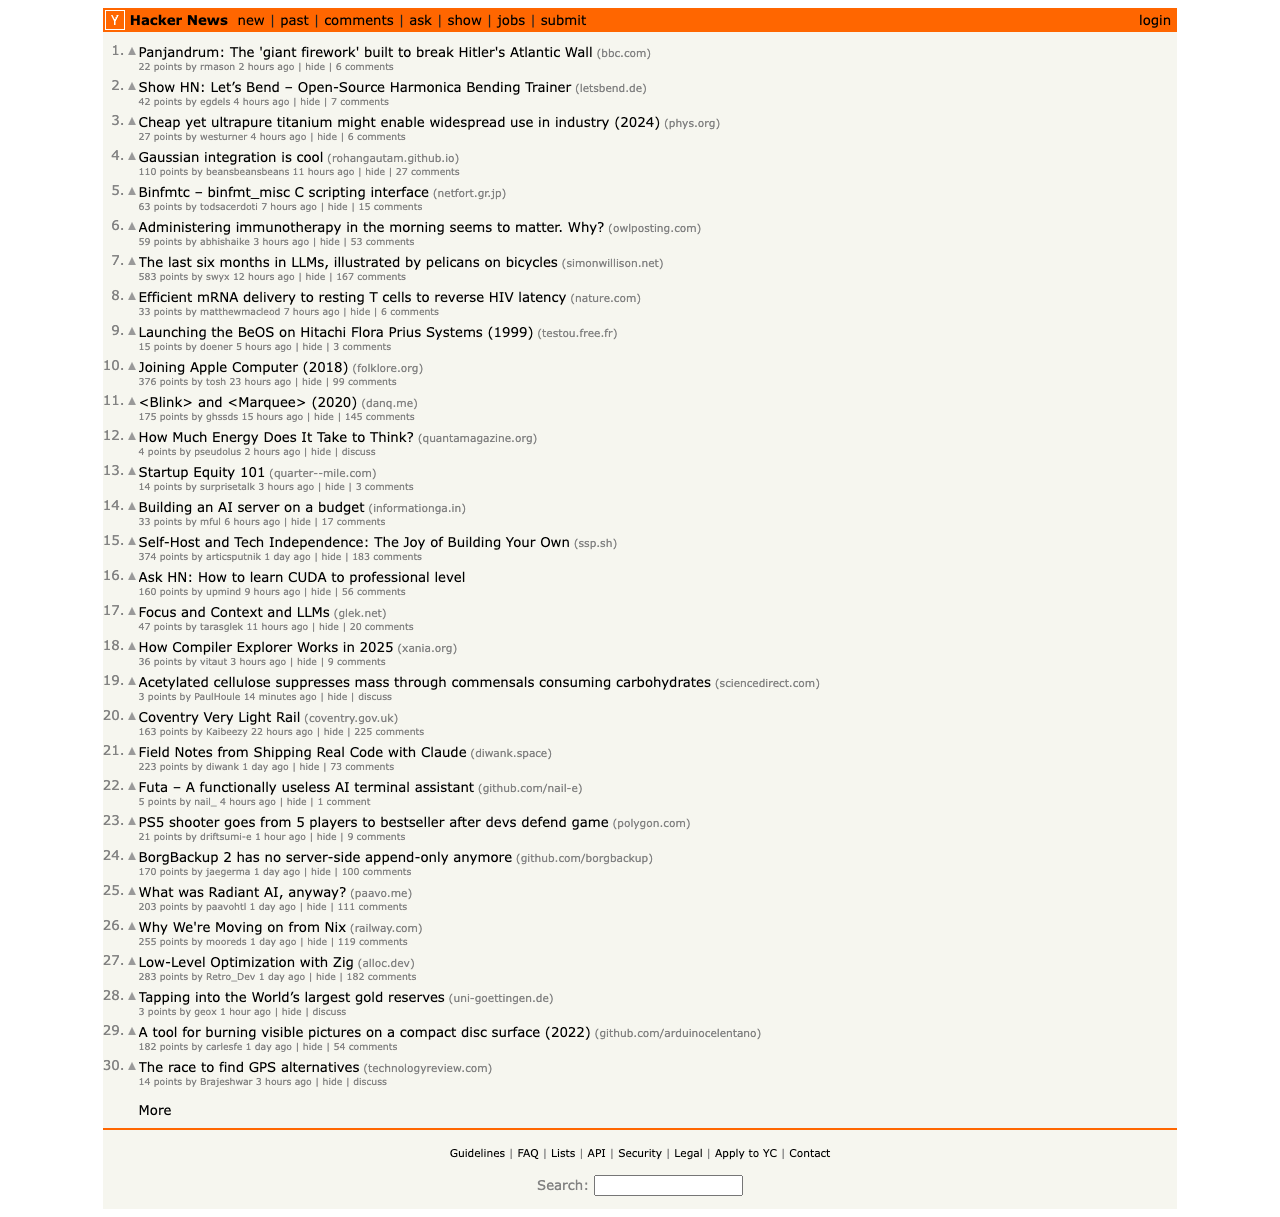 Y Hacker News new | past | comments | ask | show | jobs | submit login
1. Panjandrum: The 'giant firework' built to break Hitler's Atlantic Wall (bbc.com)
22 points by rmason 2 hours ago | hide | 6 comments
2. Show HN: Let’s Bend – Open-Source Harmonica Bending Trainer (letsbend.de)
42 points by egdels 4 hours ago | hide | 7 comments
3. Cheap yet ultrapure titanium might enable widespread use in industry (2024) (phys.org)
27 points by westurner 4 hours ago | hide | 6 comments
4. Gaussian integration is cool (rohangautam.github.io)
110 points by beansbeansbeans 11 hours ago | hide | 27 comments
5. Binfmtc – binfmt_misc C scripting interface (netfort.gr.jp)
63 points by todsacerdoti 7 hours ago | hide | 15 comments
6. Administering immunotherapy in the morning seems to matter. Why? (owlposting.com)
59 points by abhishaike 3 hours ago | hide | 53 comments
7. The last six months in LLMs, illustrated by pelicans on bicycles (simonwillison.net)
583 points by swyx 12 hours ago | hide | 167 comments
8. Efficient mRNA delivery to resting T cells to reverse HIV latency (nature.com)
33 points by matthewmacleod 7 hours ago | hide | 6 comments
9. Launching the BeOS on Hitachi Flora Prius Systems (1999) (testou.free.fr)
15 points by doener 5 hours ago | hide | 3 comments
10. Joining Apple Computer (2018) (folklore.org)
376 points by tosh 23 hours ago | hide | 99 comments
11. <Blink> and <Marquee> (2020) (danq.me)
175 points by ghssds 15 hours ago | hide | 145 comments
12. How Much Energy Does It Take to Think? (quantamagazine.org)
4 points by pseudolus 2 hours ago | hide | discuss
13. Startup Equity 101 (quarter--mile.com)
14 points by surprisetalk 3 hours ago | hide | 3 comments
14. Building an AI server on a budget (informationga.in)
33 points by mful 6 hours ago | hide | 17 comments
15. Self-Host and Tech Independence: The Joy of Building Your Own (ssp.sh)
374 points by articsputnik 1 day ago | hide | 183 comments
16. Ask HN: How to learn CUDA to professional level
160 points by upmind 9 hours ago | hide | 56 comments
17. Focus and Context and LLMs (glek.net)
47 points by tarasglek 11 hours ago | hide | 20 comments
18. How Compiler Explorer Works in 2025 (xania.org)
36 points by vitaut 3 hours ago | hide | 9 comments
19. Acetylated cellulose suppresses mass through commensals consuming carbohydrates (sciencedirect.com)
3 points by PaulHoule 14 minutes ago | hide | discuss
20. Coventry Very Light Rail (coventry.gov.uk)
163 points by Kaibeezy 22 hours ago | hide | 225 comments
21. Field Notes from Shipping Real Code with Claude (diwank.space)
223 points by diwank 1 day ago | hide | 73 comments
22. Futa – A functionally useless AI terminal assistant (github.com/nail-e)
5 points by nail_ 4 hours ago | hide | 1 comment
23. PS5 shooter goes from 5 players to bestseller after devs defend game (polygon.com)
21 points by driftsumi-e 1 hour ago | hide | 9 comments
24. BorgBackup 2 has no server-side append-only anymore (github.com/borgbackup)
170 points by jaegerma 1 day ago | hide | 100 comments
25. What was Radiant AI, anyway? (paavo.me)
203 points by paavohtl 1 day ago | hide | 111 comments
26. Why We're Moving on from Nix (railway.com)
255 points by mooreds 1 day ago | hide | 119 comments
27. Low-Level Optimization with Zig (alloc.dev)
283 points by Retro_Dev 1 day ago | hide | 182 comments
28. Tapping into the World’s largest gold reserves (uni-goettingen.de)
3 points by geox 1 hour ago | hide | discuss
29. A tool for burning visible pictures on a compact disc surface (2022) (github.com/arduinocelentano)
182 points by carlesfe 1 day ago | hide | 54 comments
30. The race to find GPS alternatives (technologyreview.com)
14 points by Brajeshwar 3 hours ago | hide | discuss
More
Guidelines | FAQ | Lists | API | Security | Legal | Apply to YC | Contact
Search: